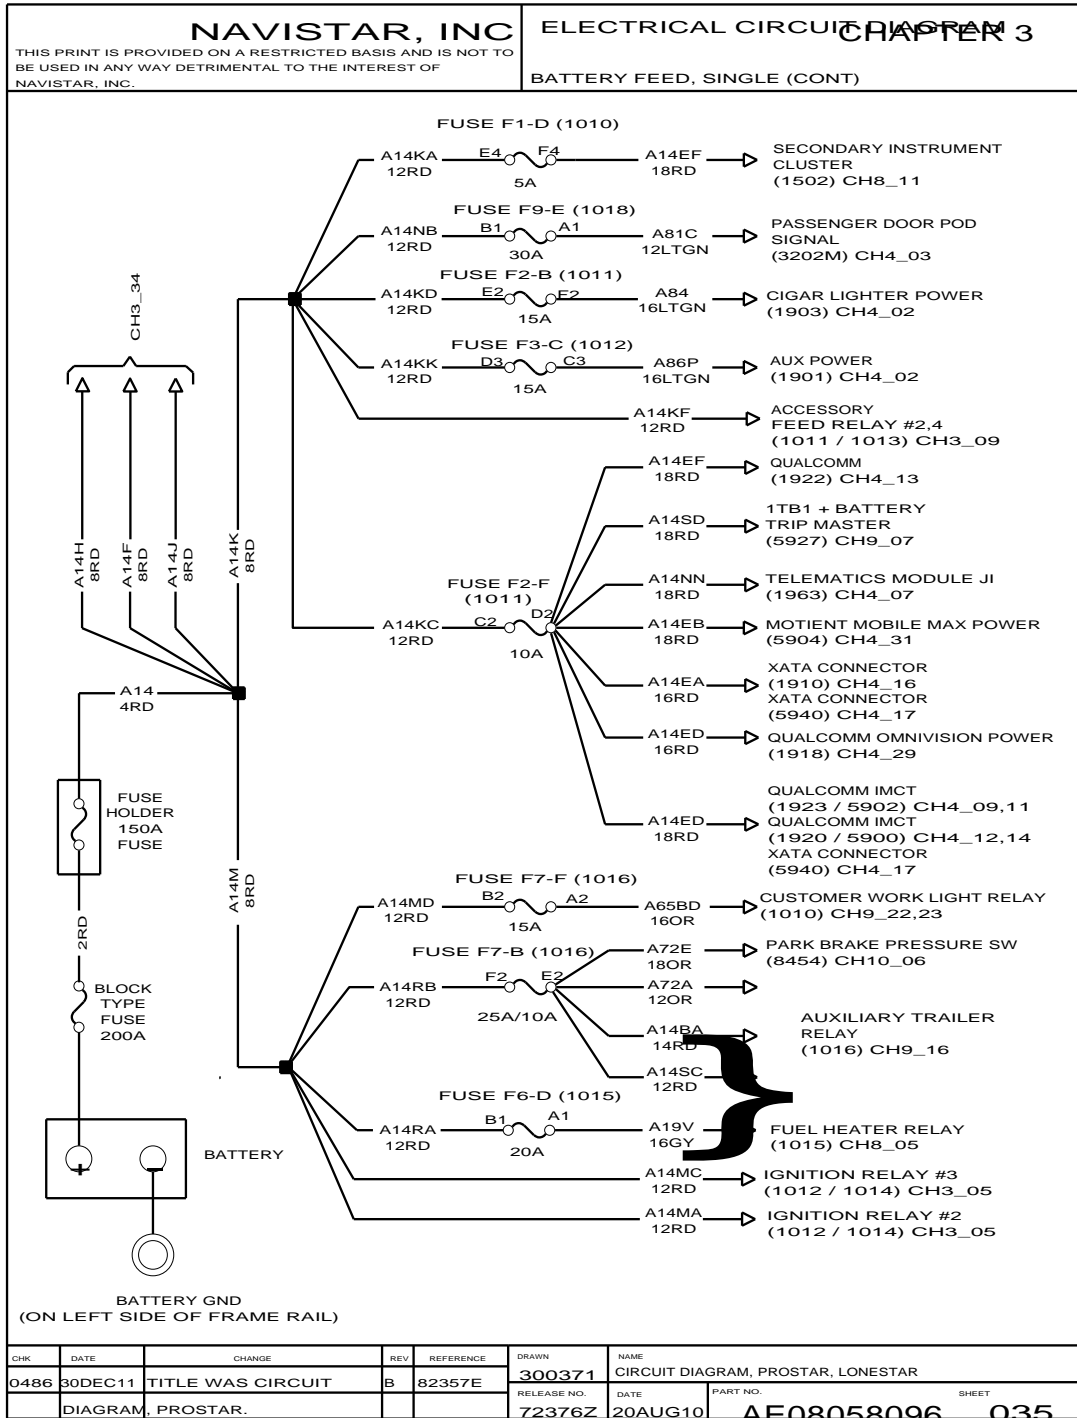 NAVISTAR, INC
THIS PRINT IS PROVIDED ON A RESTRICTED BASIS AND IS NOT TO
BE USED IN ANY WAY DETRIMENTAL TO THE INTEREST OF
NAVISTAR, INC.
ELECTRICAL CIRCUIT DIAGRAM
CHAPTER 3
BATTERY FEED, SINGLE (CONT)
FUSE F1-D (1010)
A14KA
12RD
E4
F4
5A
A14EF
18RD
SECONDARY INSTRUMENT
CLUSTER
(1502) CH8_11
FUSE F9-E (1018)
A14NB
12RD
B1
A1
30A
A81C
12LTGN
PASSENGER DOOR POD
SIGNAL
(3202M) CH4_03
FUSE F2-B (1011)
A14KD
12RD
E2
F2
15A
A84
16LTGN
CIGAR LIGHTER POWER
(1903) CH4_02
FUSE F3-C (1012)
A14KK
12RD
D3
C3
15A
A86P
16LTGN
AUX POWER
(1901) CH4_02
A14KF
12RD
ACCESSORY
FEED RELAY #2,4
(1011 / 1013) CH3_09
CH3_34
A14H
8RD
A14F
8RD
A14J
8RD
A14K
8RD
A14EF
18RD
QUALCOMM
(1922) CH4_13
A14SD
18RD
1TB1 + BATTERY
TRIP MASTER
(5927) CH9_07
FUSE F2-F
(1011)
A14KC
12RD
C2
D2
10A
A14NN
18RD
TELEMATICS MODULE JI
(1963) CH4_07
A14EB
18RD
MOTIENT MOBILE MAX POWER
(5904) CH4_31
A14EA
16RD
XATA CONNECTOR
(1910) CH4_16
XATA CONNECTOR
(5940) CH4_17
A14ED
16RD
QUALCOMM OMNIVISION POWER
(1918) CH4_29
A14ED
18RD
QUALCOMM IMCT
(1923 / 5902) CH4_09,11
QUALCOMM IMCT
(1920 / 5900) CH4_12,14
XATA CONNECTOR
(5940) CH4_17
A14
4RD
FUSE
HOLDER
150A
FUSE
2RD
BLOCK
TYPE
FUSE
200A
A14M
8RD
FUSE F7-F (1016)
A14MD
12RD
B2
A2
15A
A65BD
16OR
CUSTOMER WORK LIGHT RELAY
(1010) CH9_22,23
FUSE F7-B (1016)
A14RB
12RD
F2
E2
25A/10A
A72E
18OR
PARK BRAKE PRESSURE SW
(8454) CH10_06
A72A
12OR
A14BA
14RD
A14SC
12RD
AUXILIARY TRAILER
RELAY
(1016) CH9_16
FUSE F6-D (1015)
A14RA
12RD
B1
A1
20A
A19V
16GY
FUEL HEATER RELAY
(1015) CH8_05
A14MC
12RD
IGNITION RELAY #3
(1012 / 1014) CH3_05
A14MA
12RD
IGNITION RELAY #2
(1012 / 1014) CH3_05
BATTERY
BATTERY GND
(ON LEFT SIDE OF FRAME RAIL)
CHK DATE CHANGE REV REFERENCE
0486 30DEC11 TITLE WAS CIRCUIT B 82357E
DIAGRAM, PROSTAR.
DRAWN
300371
NAME
CIRCUIT DIAGRAM, PROSTAR, LONESTAR
RELEASE NO.
72376Z
DATE
20AUG10
PART NO.
AE08058096
SHEET
035